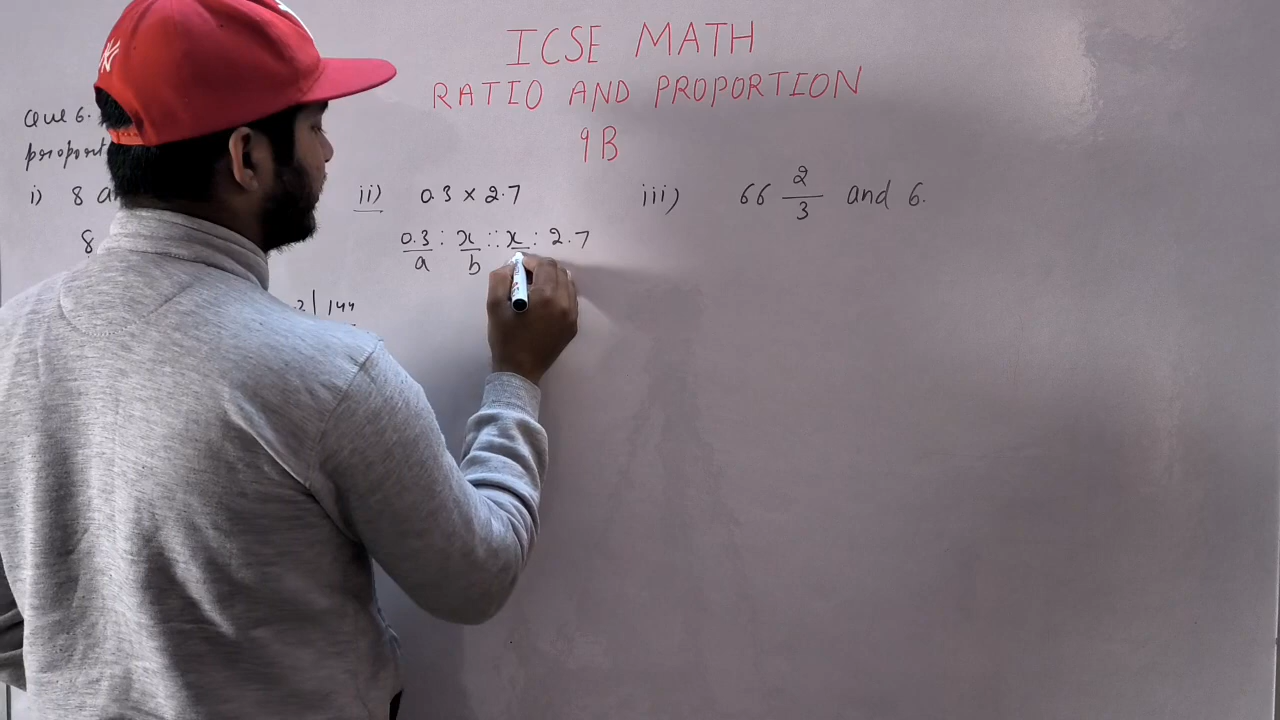 ICSE MATH
RATIO AND PROPORTION
9B
Que 6.
i) 8
8
2 | 144
ii) 0.3 × 2.7
0.3 : x :: x : 2.7
a b
iii) 66 2/3 and 6.